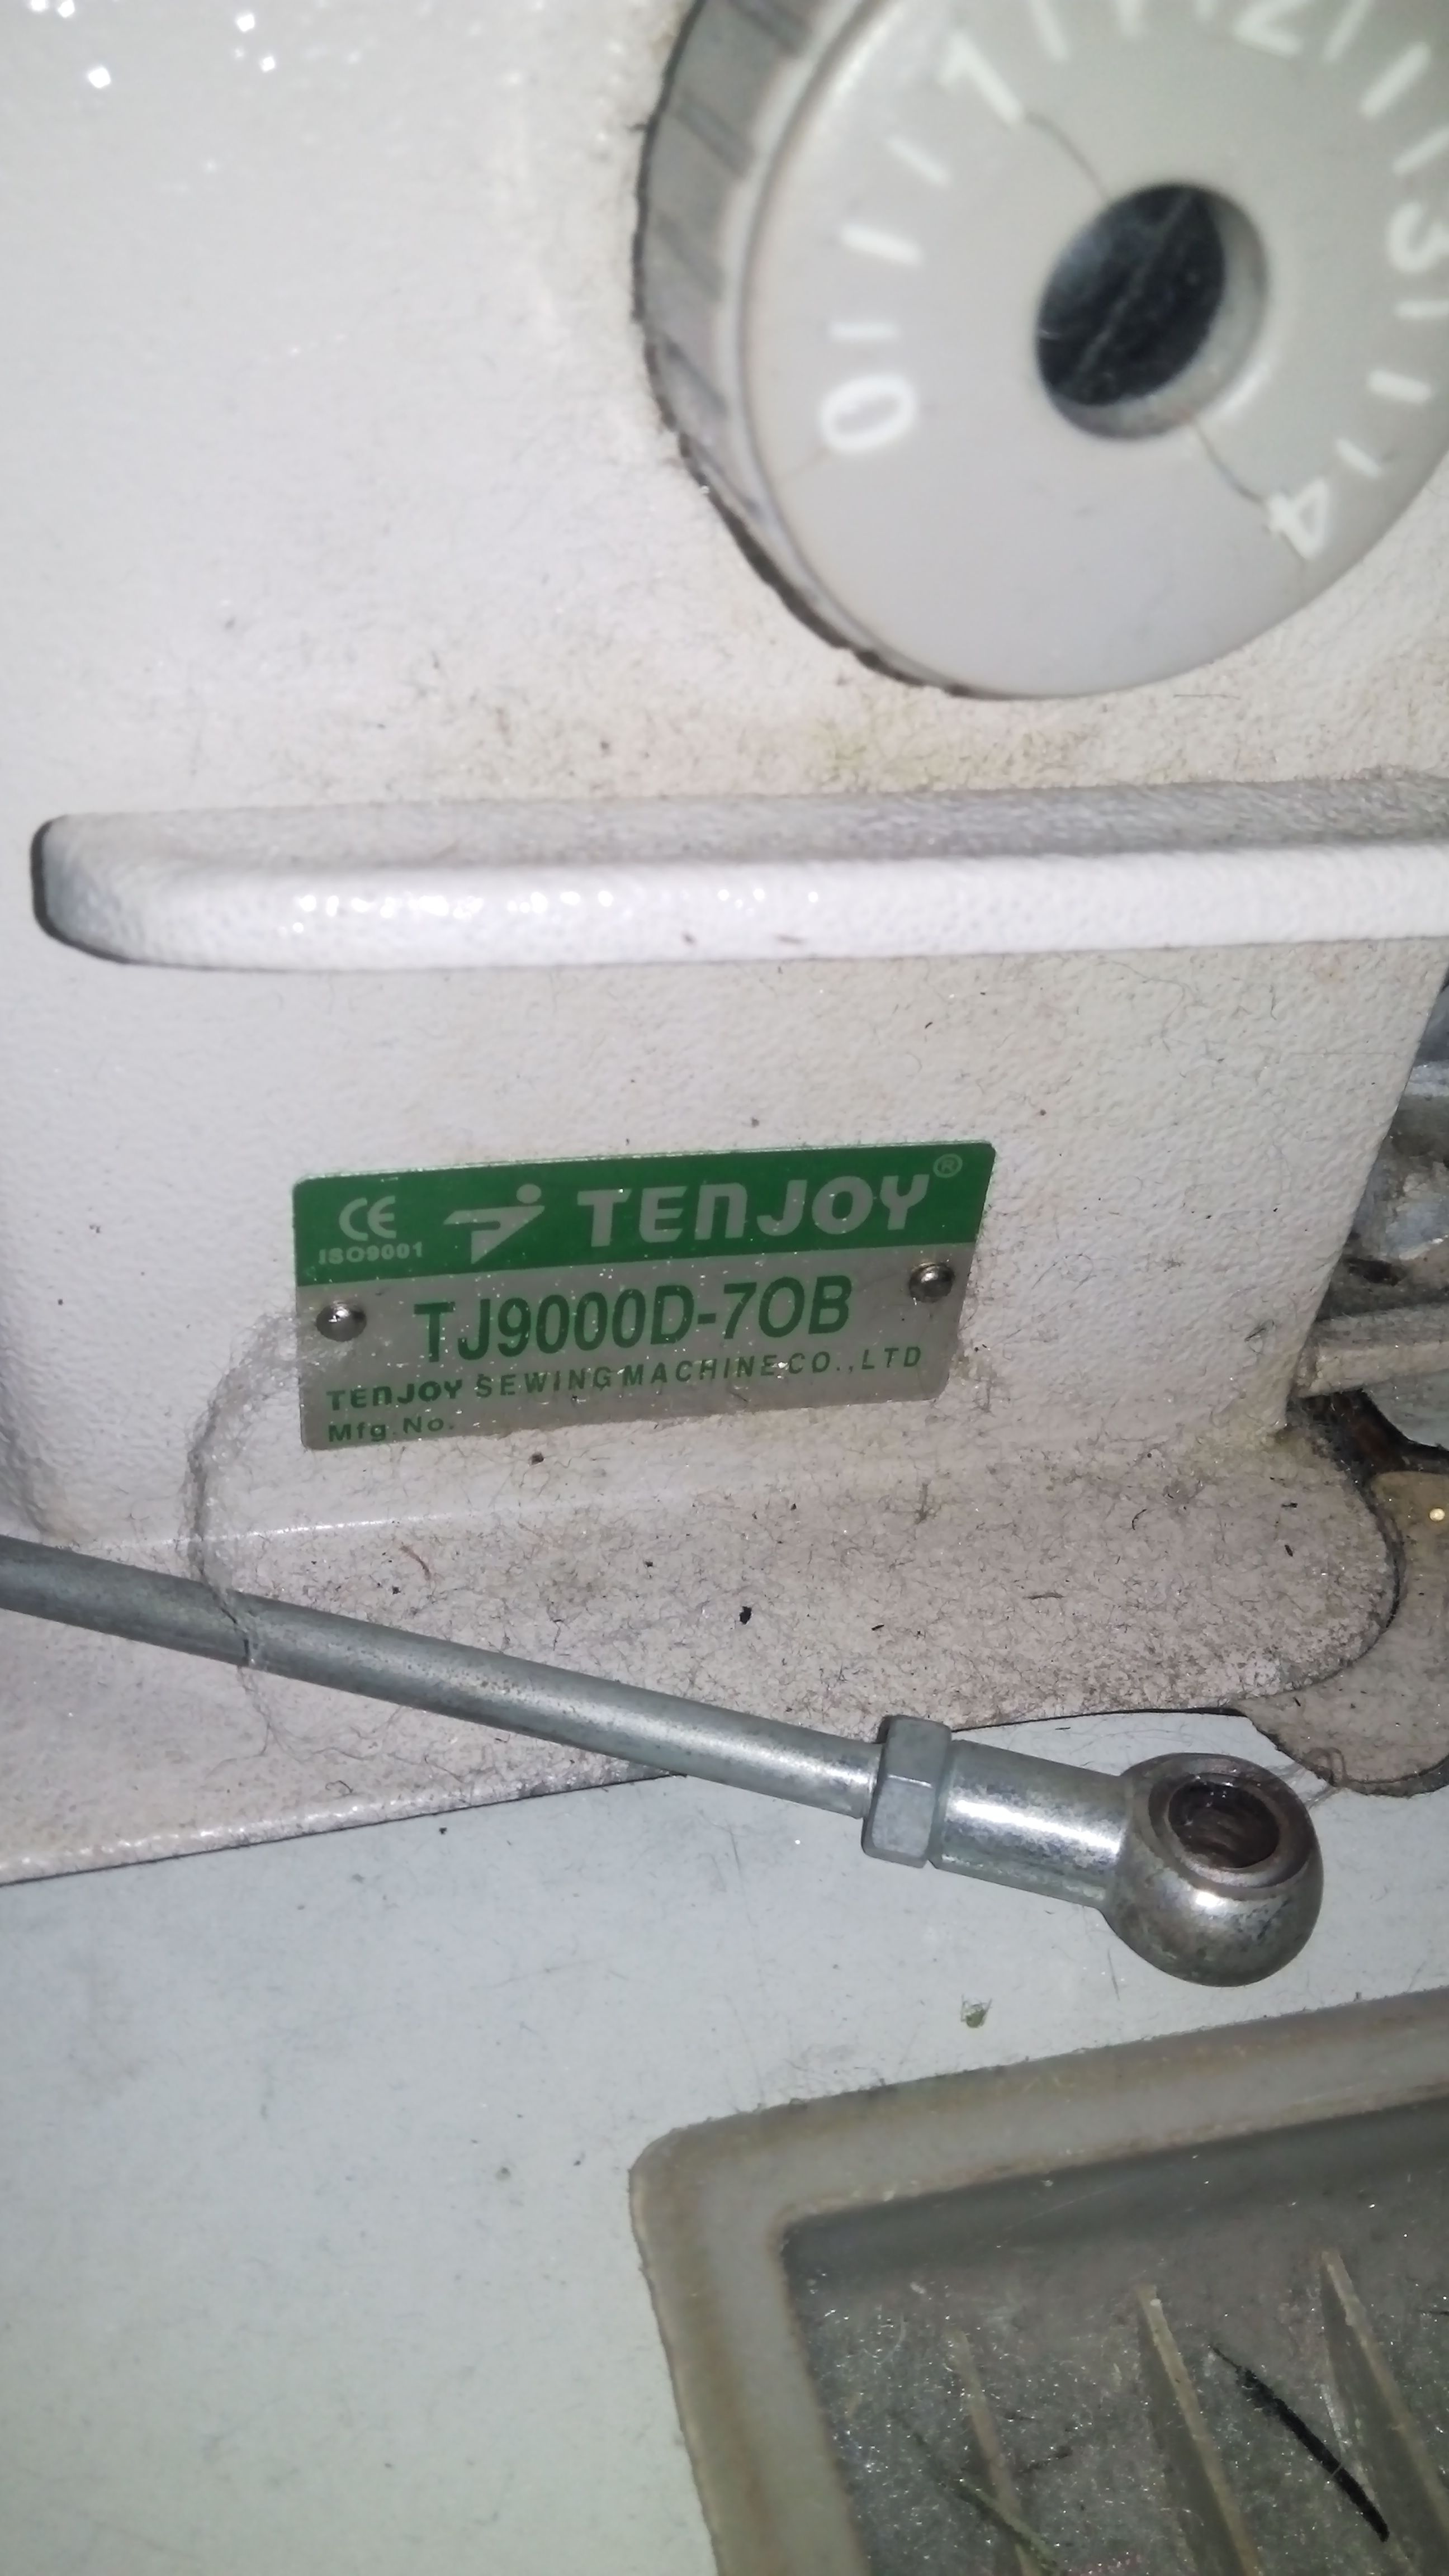 0 1 2 3 4
CE
ISO9001
TENJOY®
TJ9000D-7OB
TENJOY SEWING MACHINE CO.,LTD
Mfg.No.